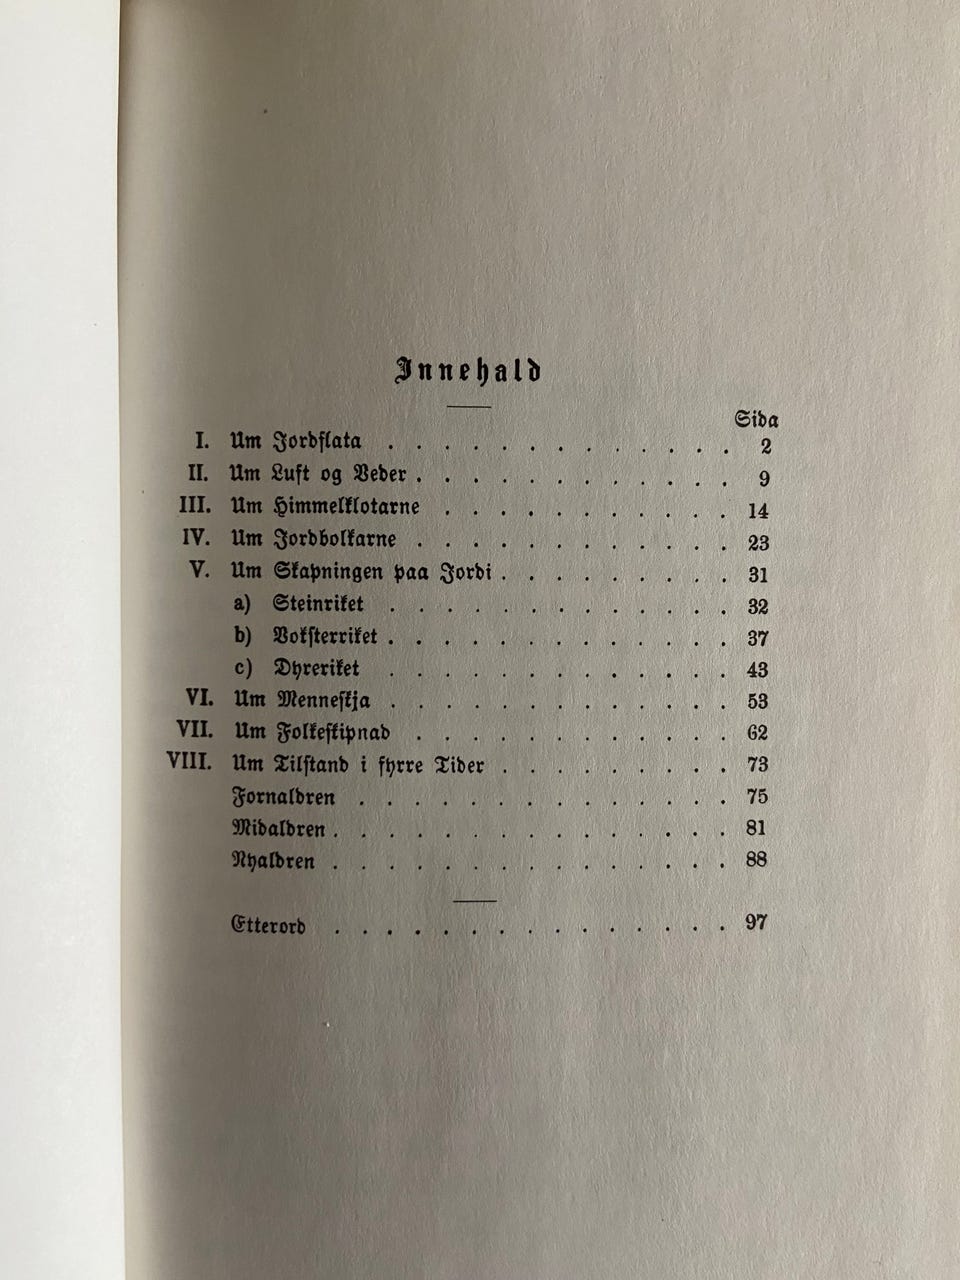 Innehald
Sida
I. Um Jordflata . . . . . . . . . . . . . 2
II. Um Luft og Veder . . . . . . . . . . . . 9
III. Um Himmelklotarne . . . . . . . . . . . 14
IV. Um Jordbolkarne . . . . . . . . . . . . 23
V. Um Skapningen paa Jordi . . . . . . . . . 31
a) Steinriket . . . . . . . . . . . . . 32
b) Voksterriket . . . . . . . . . . . . . 37
c) Dyreriket . . . . . . . . . . . . . 43
VI. Um Menneskja . . . . . . . . . . . . . 53
VII. Um Folkeskipnad . . . . . . . . . . . . 62
VIII. Um Tilstand i fyrre Tider . . . . . . . . . 73
Fornaldren . . . . . . . . . . . . . . 75
Midaldren . . . . . . . . . . . . . . . 81
Nyaldren . . . . . . . . . . . . . . . 88
Etterord . . . . . . . . . . . . . . . 97